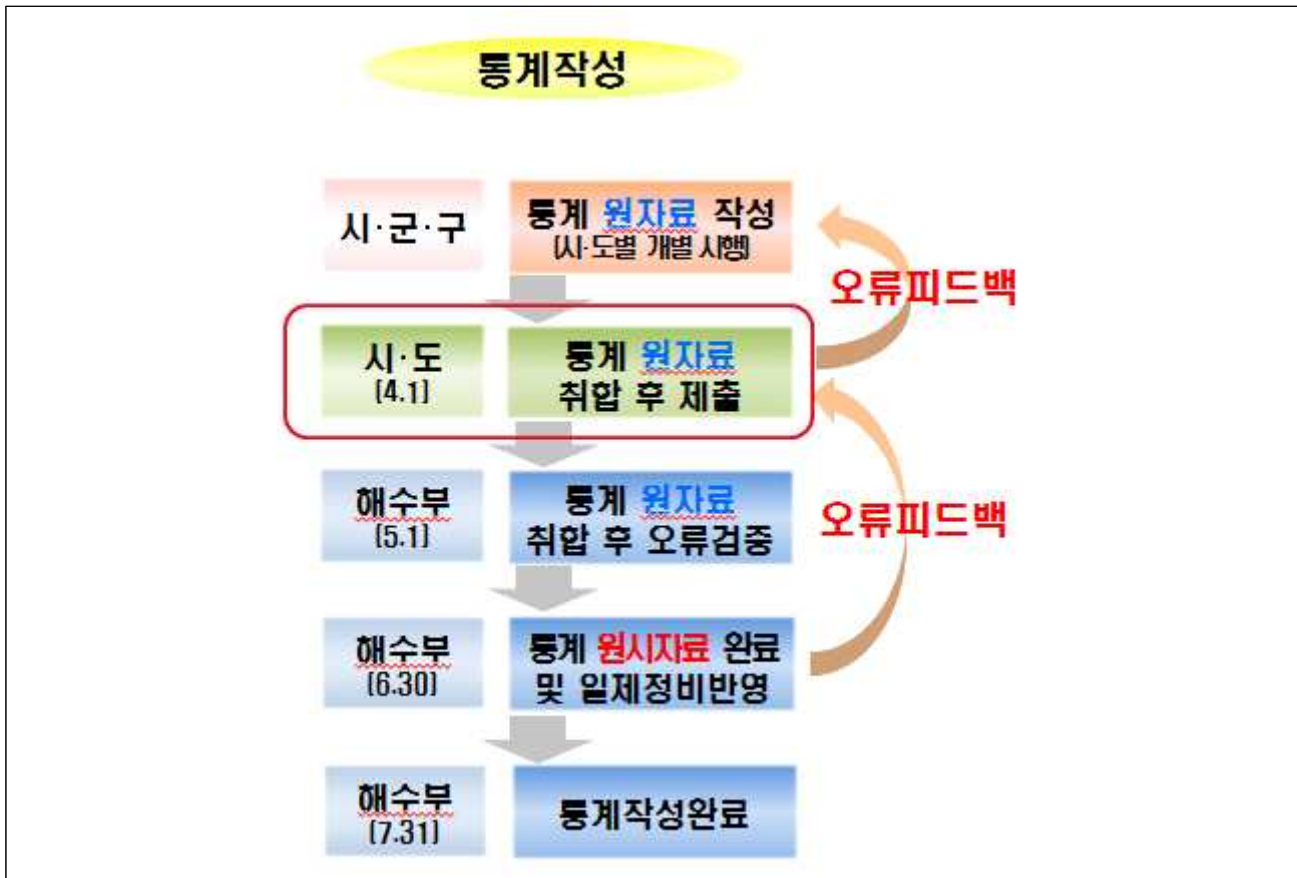 통계작성
시·군·구
통계 원자료 작성
(시·도별 개별 시행)
오류피드백
시·도
(4.1)
통계 원자료
취합 후 제출
해수부
(5.1)
통계 원자료
취합 후 오류검증
오류피드백
해수부
(6.30)
통계 원시자료 완료
및 일제정비반영
해수부
(7.31)
통계작성완료